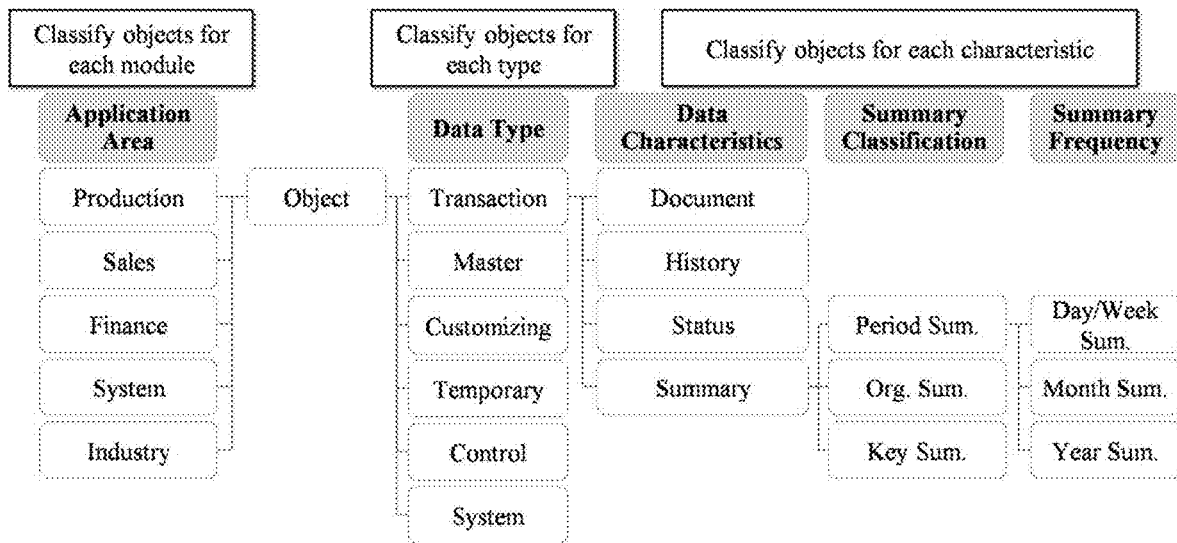 Classify objects for
each module
Classify objects for
each type
Classify objects for each characteristic
Application
Area
Data Type
Data
Characteristics
Summary
Classification
Summary
Frequency
Production
Object
Transaction
Document
Sales
Master
History
Finance
Customizing
Status
Period Sum.
Day/Week
Sum.
System
Temporary
Summary
Org. Sum.
Month Sum.
Industry
Control
Key Sum.
Year Sum.
System